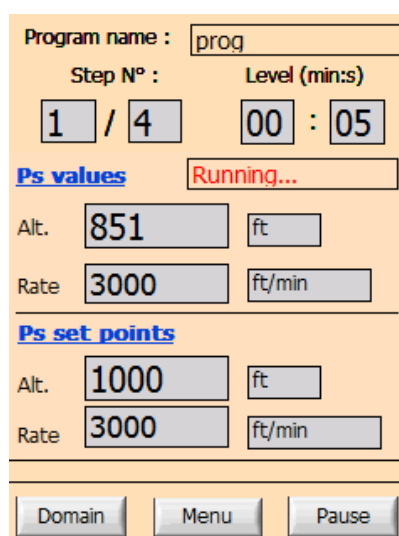 Program name : prog
Step N° : Level (min:s)
1 / 4 00 : 05
Ps values Running...
Alt. 851 ft
Rate 3000 ft/min
Ps set points
Alt. 1000 ft
Rate 3000 ft/min
Domain Menu Pause